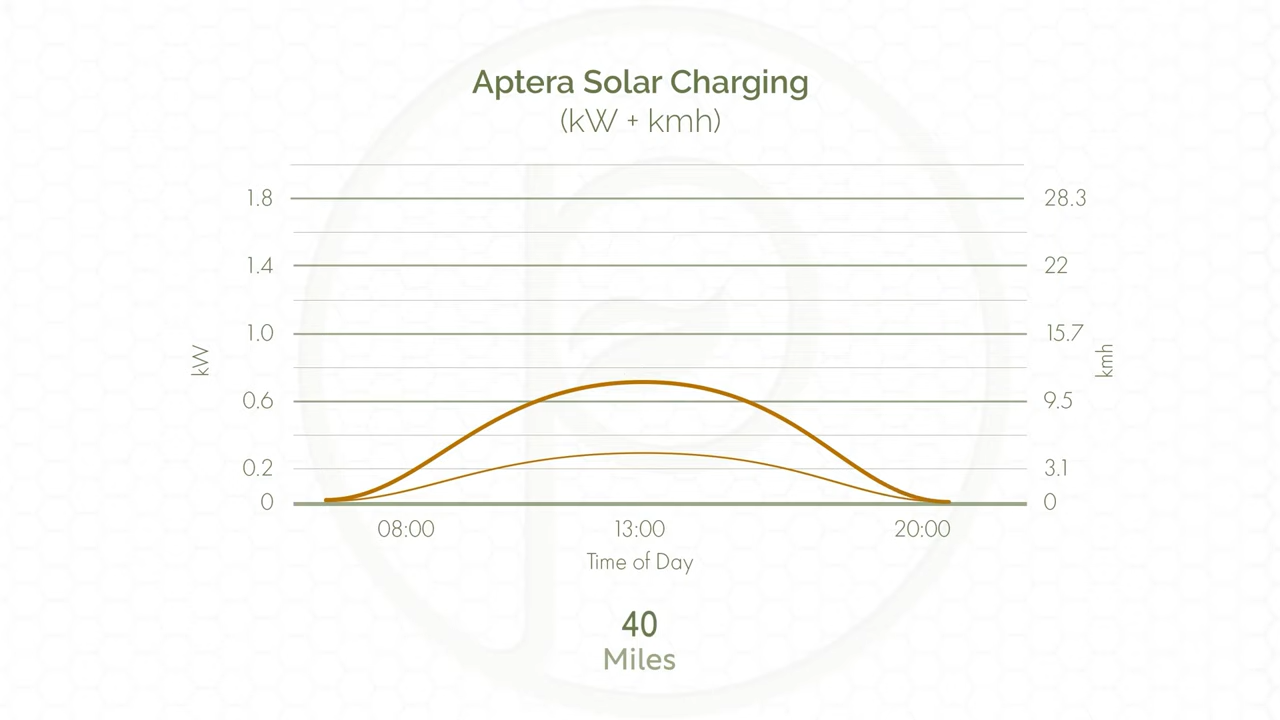 Aptera Solar Charging
(kW + kmh)
1.8
28.3
1.4
22
1.0
15.7
kW
kmh
0.6
9.5
0.2
3.1
0
0
08:00
13:00
20:00
Time of Day
40
Miles